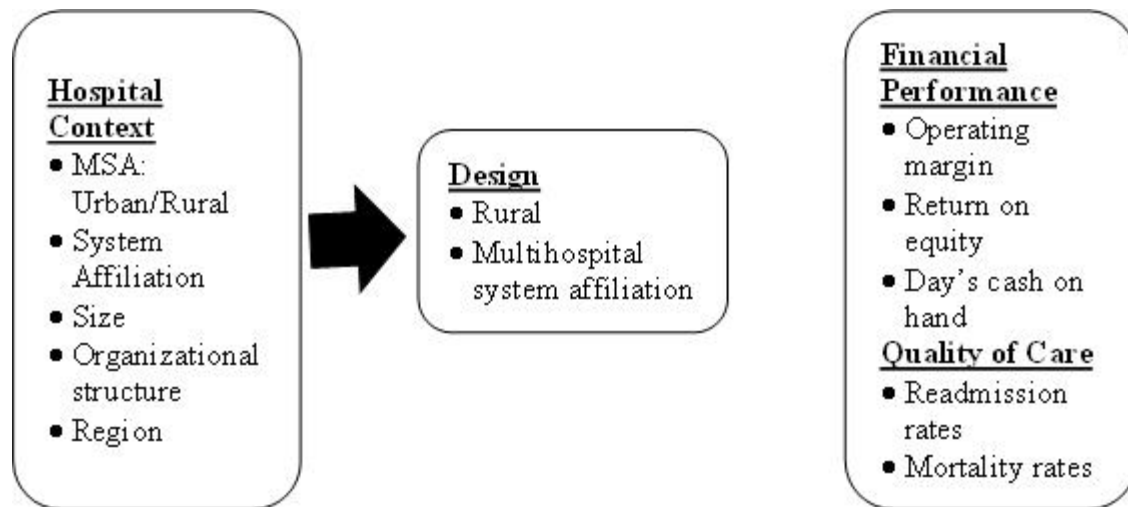 Hospital
Context
• MSA:
Urban/Rural
• System
Affiliation
• Size
• Organizational
structure
• Region
Design
• Rural
• Multihospital
system affiliation
Financial
Performance
• Operating
margin
• Return on
equity
• Day's cash on
hand
Quality of Care
• Readmission
rates
• Mortality rates